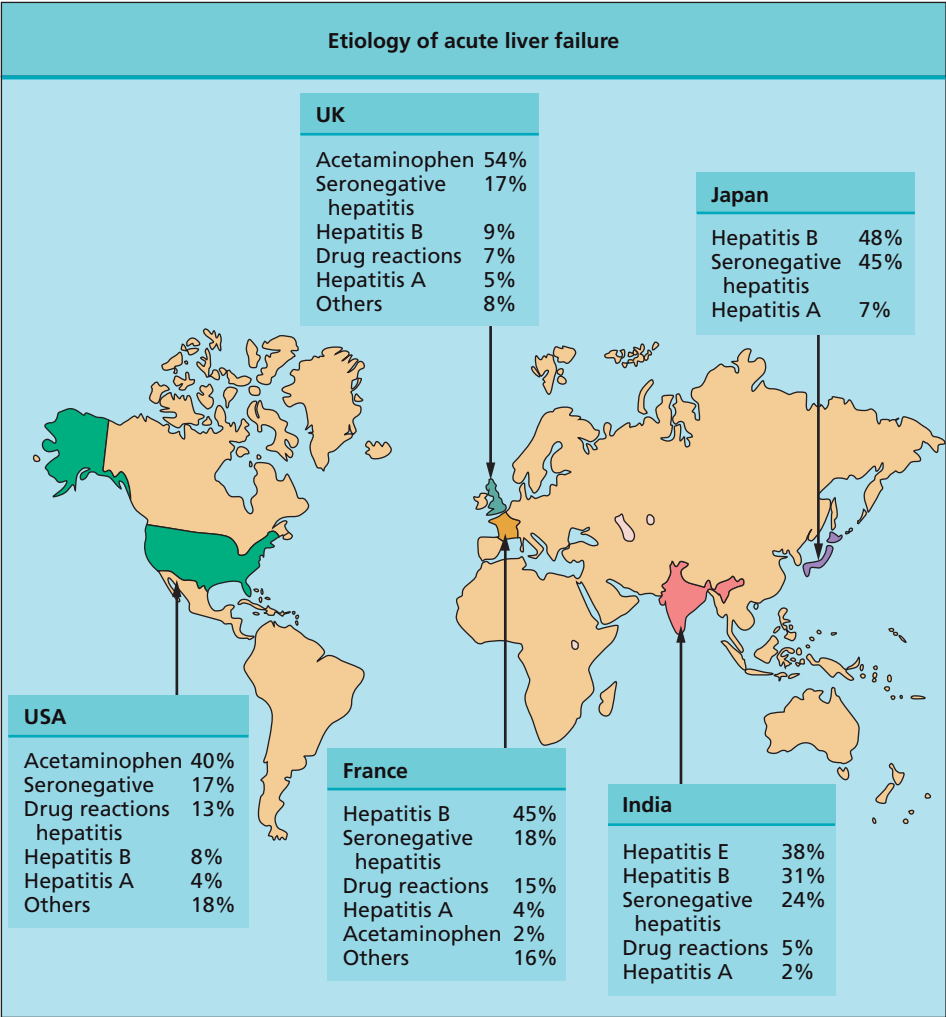 Etiology of acute liver failure
UK
Acetaminophen 54%
Seronegative 17%
hepatitis
Hepatitis B 9%
Drug reactions 7%
Hepatitis A 5%
Others 8%
Japan
Hepatitis B 48%
Seronegative 45%
hepatitis
Hepatitis A 7%
USA
Acetaminophen 40%
Seronegative 17%
Drug reactions 13%
hepatitis
Hepatitis B 8%
Hepatitis A 4%
Others 18%
France
Hepatitis B 45%
Seronegative 18%
hepatitis
Drug reactions 15%
Hepatitis A 4%
Acetaminophen 2%
Others 16%
India
Hepatitis E 38%
Hepatitis B 31%
Seronegative 24%
hepatitis
Drug reactions 5%
Hepatitis A 2%